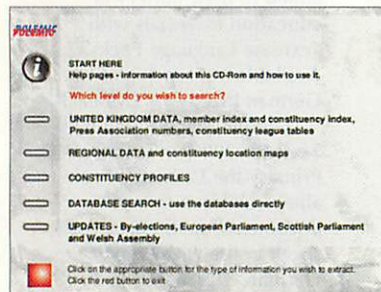 POLEMIC
START HERE
Help pages - information about this CD-Rom and how to use it.
Which level do you wish to search?
UNITED KINGDOM DATA, member index and constituency index,
Press Association numbers, constituency league tables
REGIONAL DATA and constituency location maps
CONSTITUENCY PROFILES
DATABASE SEARCH - use the databases directly
UPDATES - By-elections, European Parliament, Scottish Parliament
and Welsh Assembly
Click on the appropriate button for the type of information you wish to extract.
Click the red button to exit